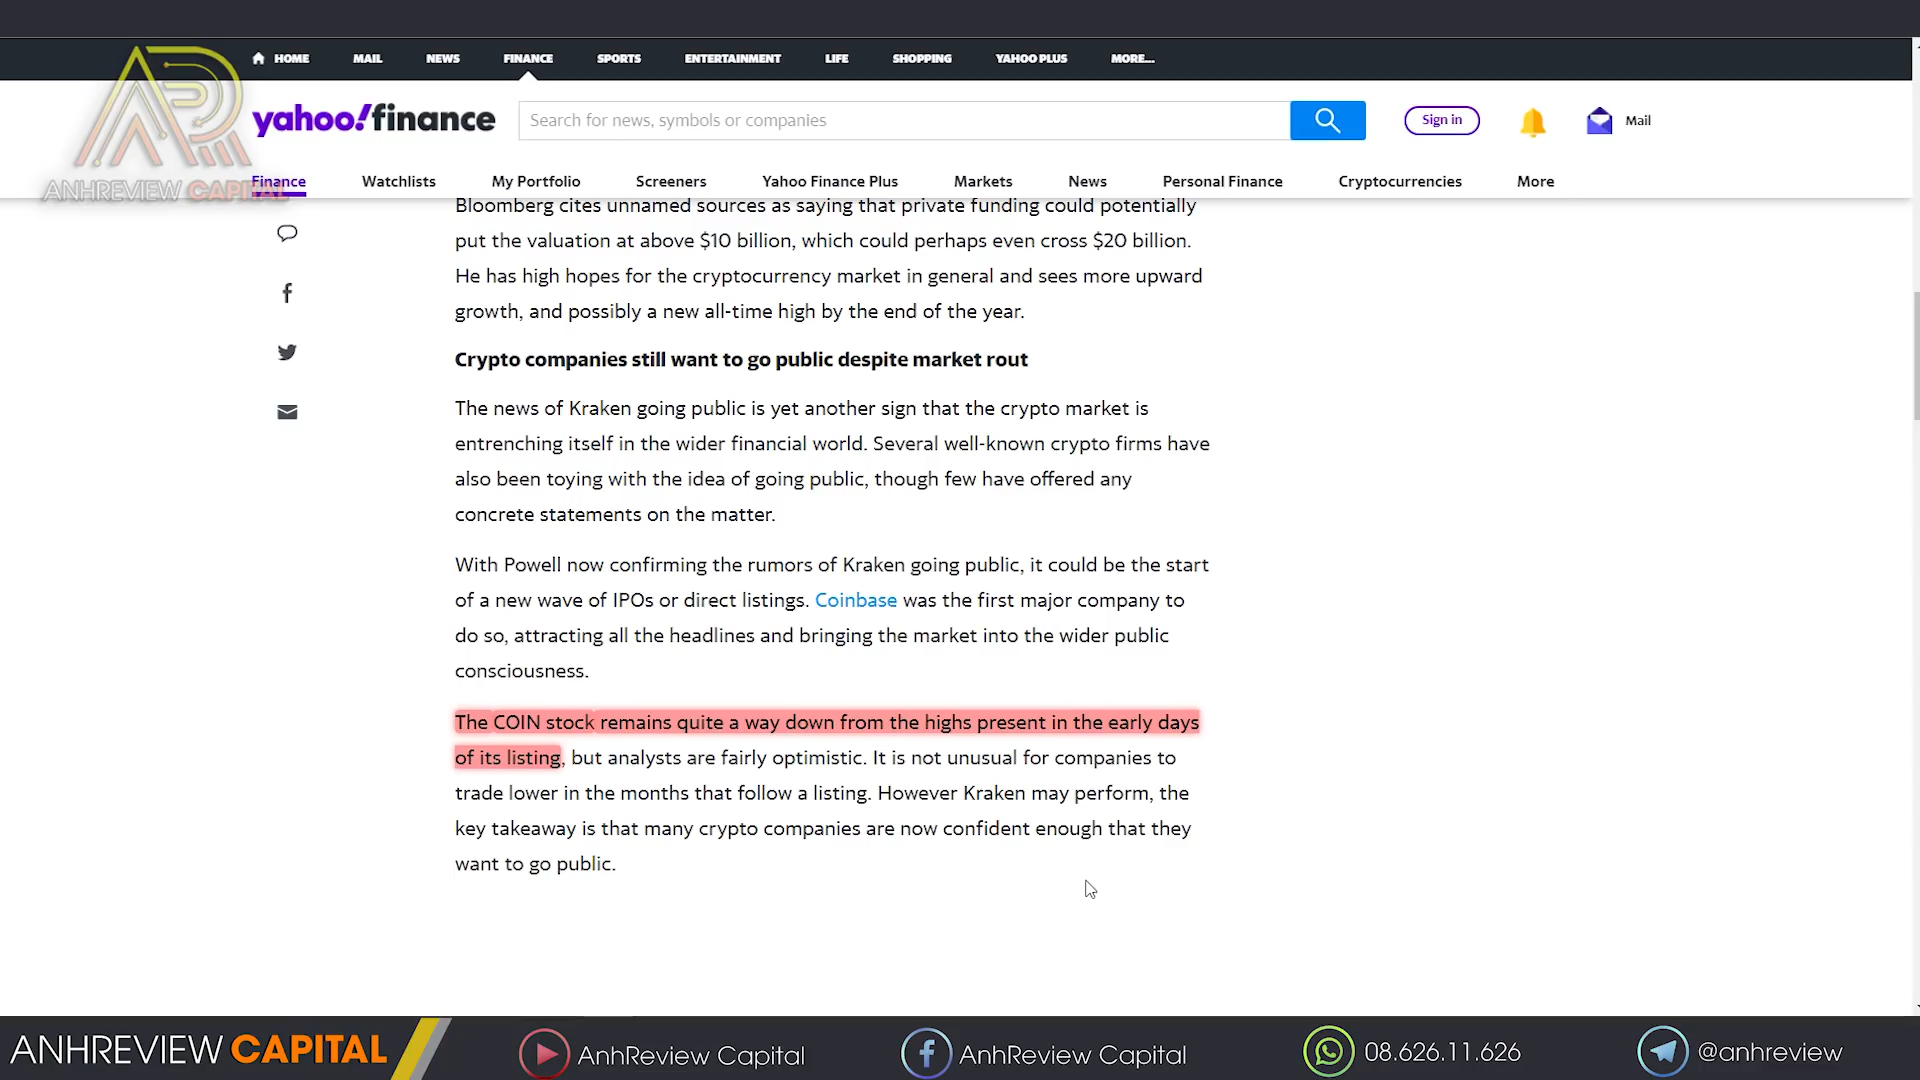 HOME MAIL NEWS FINANCE SPORTS ENTERTAINMENT LIFE SHOPPING YAHOO PLUS MORE...
yahoo!finance Search for news, symbols or companies Sign in Mail
ANHREVIEW CAPITAL
Finance Watchlists My Portfolio Screeners Yahoo Finance Plus Markets News Personal Finance Cryptocurrencies More
Bloomberg cites unnamed sources as saying that private funding could potentially
put the valuation at above $10 billion, which could perhaps even cross $20 billion.
He has high hopes for the cryptocurrency market in general and sees more upward
growth, and possibly a new all-time high by the end of the year.
Crypto companies still want to go public despite market rout
The news of Kraken going public is yet another sign that the crypto market is
entrenching itself in the wider financial world. Several well-known crypto firms have
also been toying with the idea of going public, though few have offered any
concrete statements on the matter.
With Powell now confirming the rumors of Kraken going public, it could be the start
of a new wave of IPOs or direct listings. Coinbase was the first major company to
do so, attracting all the headlines and bringing the market into the wider public
consciousness.
The COIN stock remains quite a way down from the highs present in the early days
of its listing, but analysts are fairly optimistic. It is not unusual for companies to
trade lower in the months that follow a listing. However Kraken may perform, the
key takeaway is that many crypto companies are now confident enough that they
want to go public.
ANHREVIEW CAPITAL AnhReview Capital AnhReview Capital 08.626.11.626 @anhreview